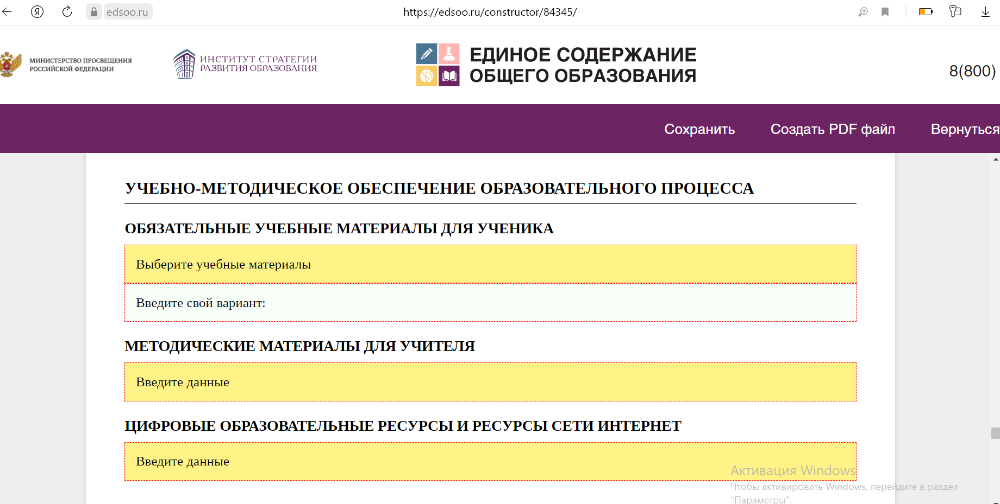 Я
edsoo.ru
https://edsoo.ru/constructor/84345/
МИНИСТЕРСТВО ПРОСВЕЩЕНИЯ
РОССИЙСКОЙ ФЕДЕРАЦИИ
ИНСТИТУТ СТРАТЕГИИ
РАЗВИТИЯ ОБРАЗОВАНИЯ
ЕДИНОЕ СОДЕРЖАНИЕ
ОБЩЕГО ОБРАЗОВАНИЯ
8(800)
Сохранить
Создать PDF файл
Вернуться
УЧЕБНО-МЕТОДИЧЕСКОЕ ОБЕСПЕЧЕНИЕ ОБРАЗОВАТЕЛЬНОГО ПРОЦЕССА
ОБЯЗАТЕЛЬНЫЕ УЧЕБНЫЕ МАТЕРИАЛЫ ДЛЯ УЧЕНИКА
Выберите учебные материалы
Введите свой вариант:
МЕТОДИЧЕСКИЕ МАТЕРИАЛЫ ДЛЯ УЧИТЕЛЯ
Введите данные
ЦИФРОВЫЕ ОБРАЗОВАТЕЛЬНЫЕ РЕСУРСЫ И РЕСУРСЫ СЕТИ ИНТЕРНЕТ
Введите данные
Активация Windows
Чтобы активировать Windows, перейдите в раздел
"Параметры".